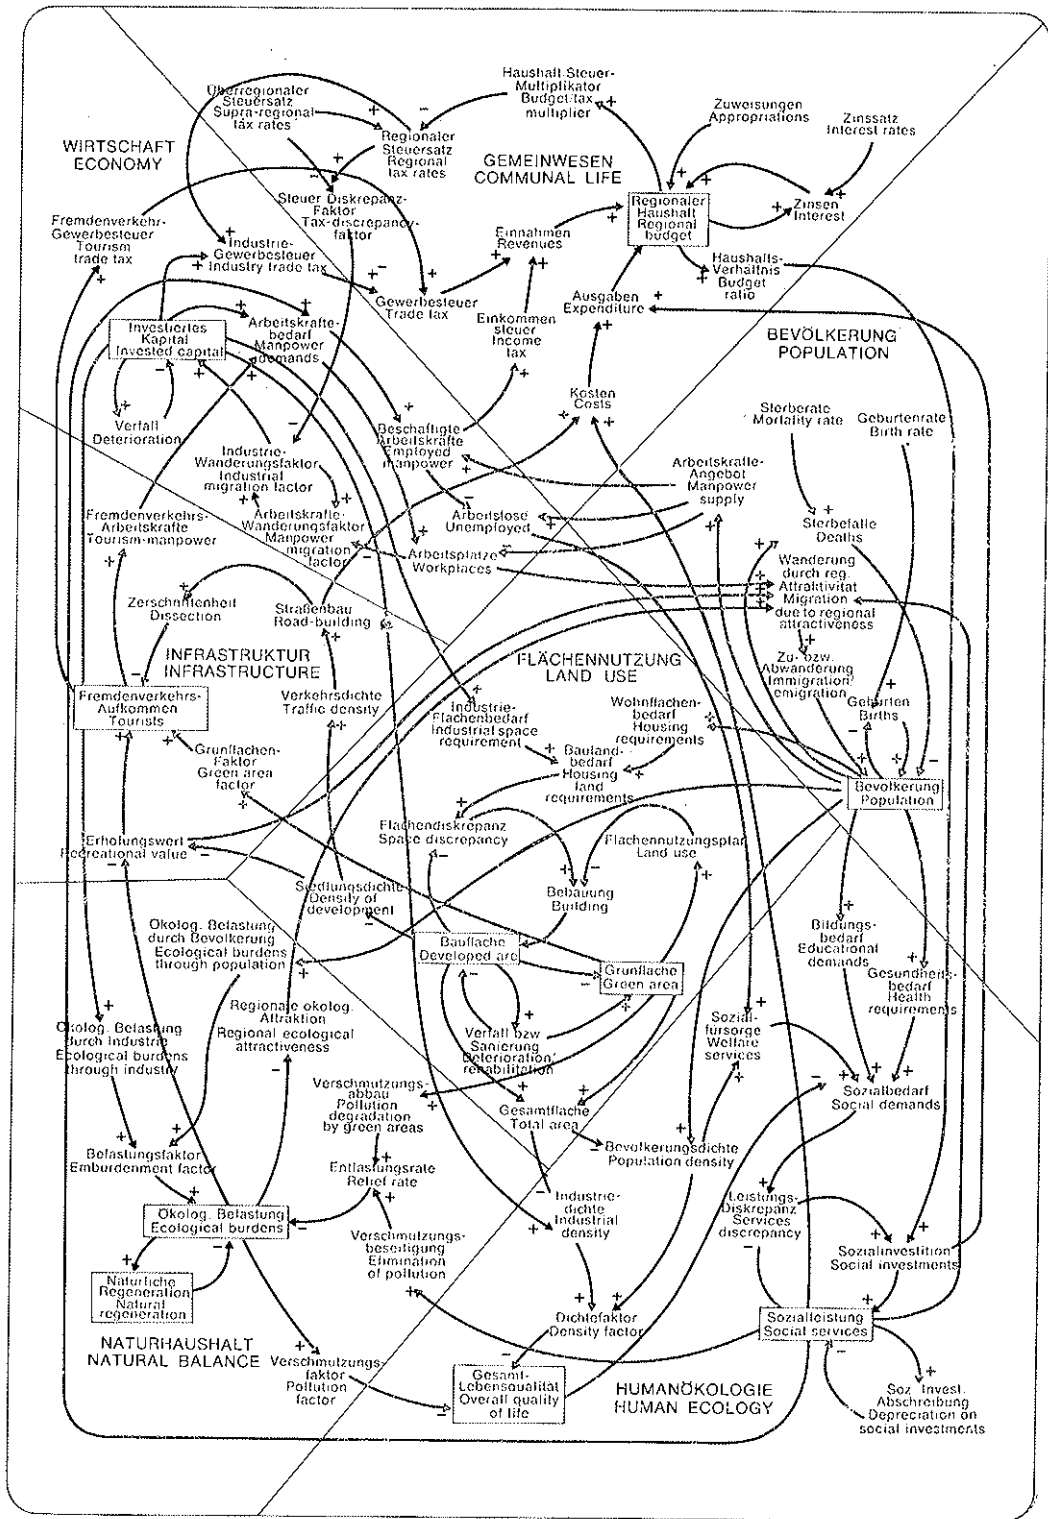 WIRTSCHAFT
ECONOMY
Überregionaler
Steuersatz
Supra-regional
tax rates
Regionaler
Steuersatz
Regional
tax rates
Haushalt-Steuer-
Multiplikator
Budget/tax
multiplier
GEMEINWESEN
COMMUNAL LIFE
Zuweisungen
Appropriations
Zinssatz
Interest rates
Regionaler
Haushalt
Regional
budget
Zinsen
Interest
Fremdenverkehr-
Gewerbesteuer
Tourism
trade tax
Steuer Diskrepanz-
Faktor
Tax-discrepancy-
factor
Industrie-
Gewerbesteuer
Industry trade tax
Einnahmen
Revenues
Haushalts-
Verhältnis
Budget
ratio
Gewerbesteuer
Trade tax
Ausgaben
Expenditure
Einkommen
steuer
Income
tax
BEVÖLKERUNG
POPULATION
Investiertes
Kapital
Invested capital
Arbeitskräfte-
bedarf
Manpower
demands
Verfall
Deterioration
Kosten
Costs
Sterberate
Mortality rate
Geburtenrate
Birth rate
Beschäftigte
Arbeitskräfte
Employed
manpower
Industrie-
Wanderungsfaktor
Industrial
migration factor
Arbeitskräfte-
Angebot
Manpower
supply
Fremdenverkehrs-
Arbeitskräfte
Tourism-manpower
Arbeitskräfte-
Wanderungsfaktor
Manpower
migration
factor
Arbeitslose
Unemployed
Arbeitsplätze
Workplaces
Sterbefälle
Deaths
Wanderung
durch reg.
Attraktivität
Migration
due to regional
attractiveness
Zerschnittenheit
Dissection
Straßenbau
Road-building
INFRASTRUKTUR
INFRASTRUCTURE
FLÄCHENNUTZUNG
LAND USE
Zu- bzw.
Abwanderung
Immigration/
emigration
Geburten
Births
Fremdenverkehrs-
Aufkommen
Tourists
Verkehrsdichte
Traffic density
Industrie-
Flächenbedarf
Industrial space
requirement
Wohnflächen-
bedarf
Housing
requirements
Grünflächen-
Faktor
Green area
factor
Bauland-
bedarf
Housing
land
requirements
Bevölkerung
Population
Erholungswert
Recreational value
Flächendiskrepanz
Space discrepancy
Flächennutzungsplan
Land use
Siedlungsdichte
Density of
development
Bebauung
Building
Ökolog. Belastung
durch Bevölkerung
Ecological burdens
through population
Baufläche
Developed are
Grünfläche
Green area
Bildungs-
bedarf
Educational
demands
Gesundheits-
bedarf
Health
requirements
Regionale ökolog.
Attraktion
Regional ecological
attractiveness
Ökolog. Belastung
durch Industrie
Ecological burdens
through industry
Verfall bzw
Sanierung
Deterioration/
rehabilitation
Sozial-
fürsorge
Welfare
services
Verschmutzungs-
abbau
Pollution
degradation
by green areas
Gesamtfläche
Total area
Sozialbedarf
Social demands
Belastungsfaktor
Emburdenment factor
Entlastungsrate
Relief rate
Bevölkerungsdichte
Population density
Ökolog. Belastung
Ecological burdens
Verschmutzungs-
beseitigung
Elimination
of pollution
Industrie-
dichte
Industrial
density
Leistungs-
Diskrepanz
Services
discrepancy
Sozialinvestition
Social investments
Natürliche
Regeneration
Natural
regeneration
Dichtefaktor
Density factor
Sozialleistung
Social services
NATURHAUSHALT
NATURAL BALANCE
Verschmutzungs-
faktor
Pollution
factor
Gesamt-
Lebensqualität
Overall quality
of life
HUMANÖKOLOGIE
HUMAN ECOLOGY
Soz. Invest.
Abschreibung
Depreciation on
social investments